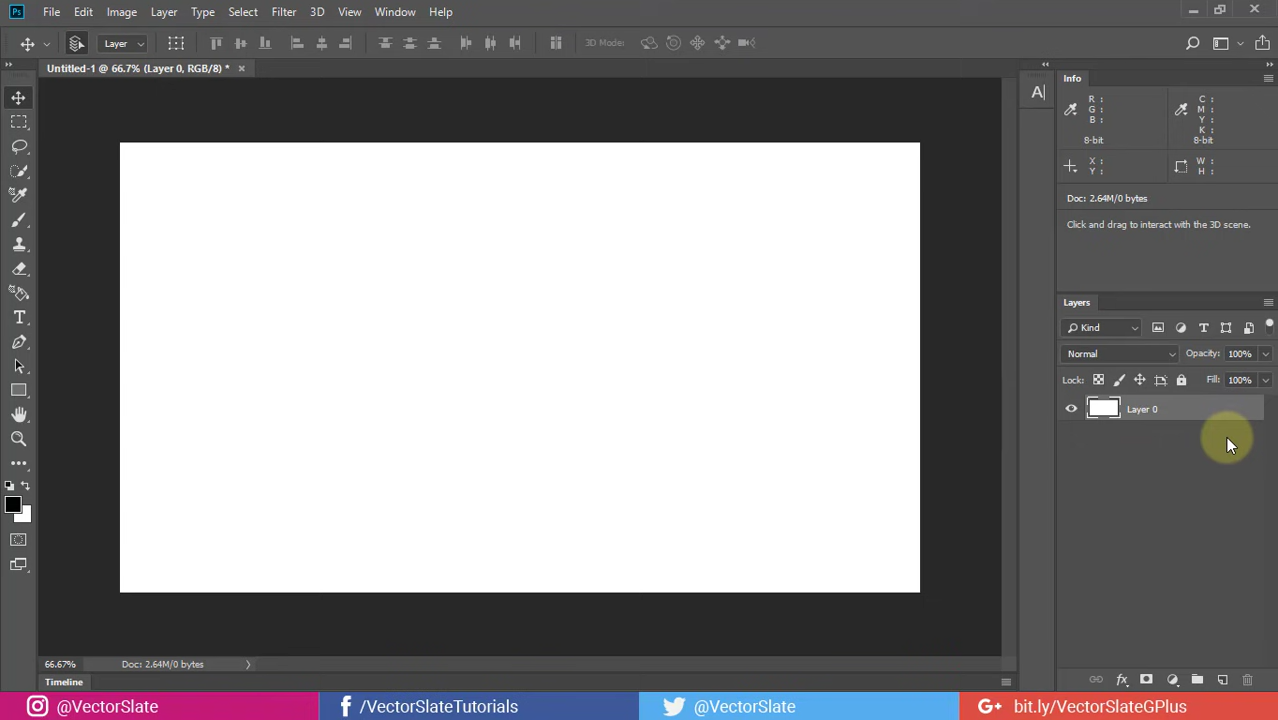 Ps File Edit Image Layer Type Select Filter 3D View Window Help
Layer 3D Mode:
Untitled-1 @ 66.7% (Layer 0, RGB/8) * ×
A|
Info
R : C :
G : M :
B : Y :
K :
8-bit 8-bit
X : W :
Y : H :
Doc: 2.64M/0 bytes
Click and drag to interact with the 3D scene.
Layers
Kind
Normal Opacity: 100%
Lock: Fill: 100%
Layer 0
T
fx
66.67% Doc: 2.64M/0 bytes
Timeline
@VectorSlate /VectorSlateTutorials @VectorSlate G+ bit.ly/VectorSlateGPlus